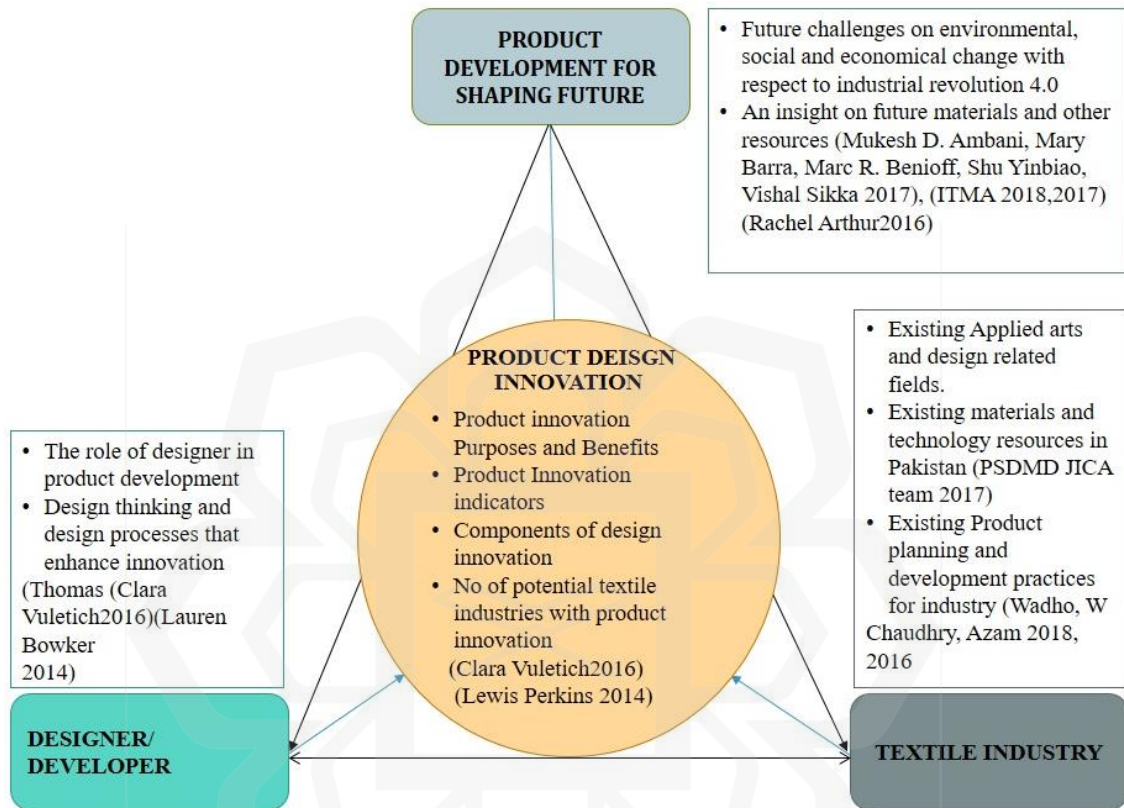 PRODUCT
DEVELOPMENT FOR
SHAPING FUTURE
• Future challenges on environmental,
social and economical change with
respect to industrial revolution 4.0
• An insight on future materials and other
resources (Mukesh D. Ambani, Mary
Barra, Marc R. Benioff, Shu Yinbiao,
Vishal Sikka 2017), (ITMA 2018,2017)
(Rachel Arthur2016)
PRODUCT DEISGN
INNOVATION
• Product innovation
Purposes and Benefits
• Product Innovation
indicators
• Components of design
innovation
• No of potential textile
industries with product
innovation
(Clara Vuletich2016)
(Lewis Perkins 2014)
• The role of designer in
product development
• Design thinking and
design processes that
enhance innovation
(Thomas (Clara
Vuletich2016)(Lauren
Bowker
2014)
• Existing Applied arts
and design related
fields.
• Existing materials and
technology resources in
Pakistan (PSDMD JICA
team 2017)
• Existing Product
planning and
development practices
for industry (Wadho, W
Chaudhry, Azam 2018,
2016
DESIGNER/
DEVELOPER
TEXTILE INDUSTRY